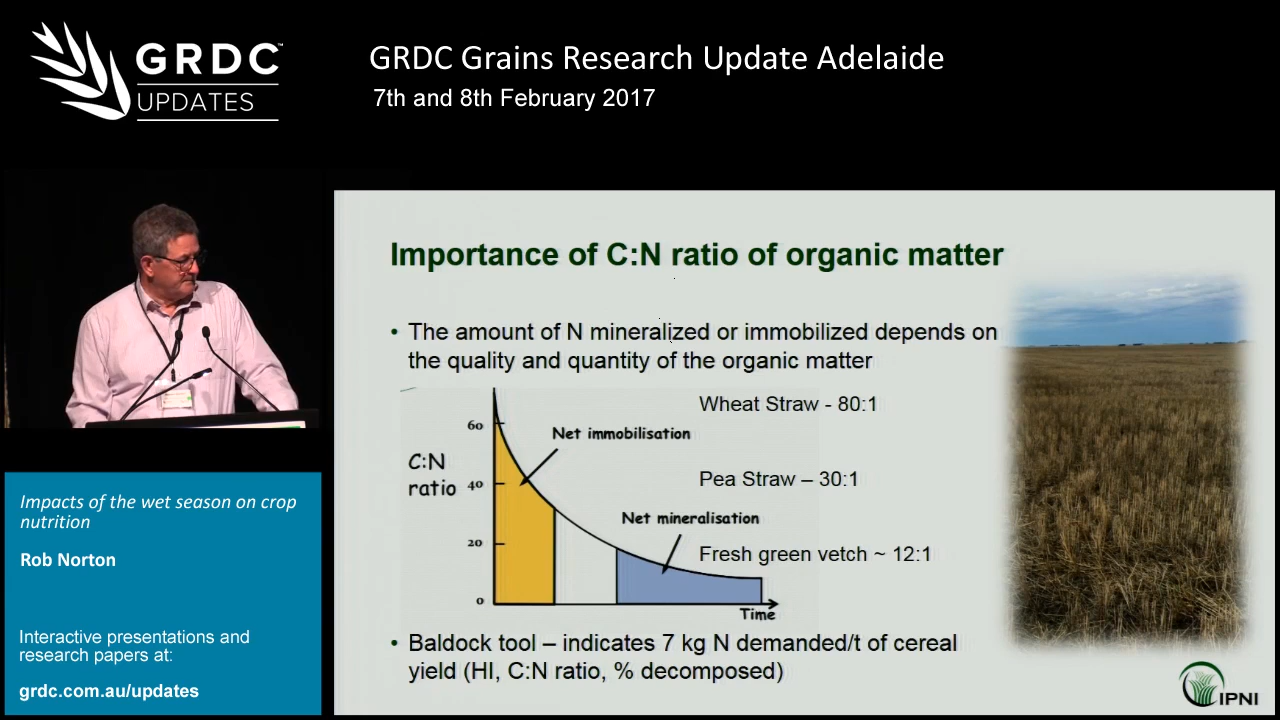 GRDC™
UPDATES
GRDC Grains Research Update Adelaide
7th and 8th February 2017
Importance of C:N ratio of organic matter
• The amount of N mineralized or immobilized depends on
the quality and quantity of the organic matter
Wheat Straw - 80:1
60
Net immobilisation
C:N
ratio
40
Pea Straw – 30:1
Net mineralisation
20
Fresh green vetch ~ 12:1
0
Time
• Baldock tool – indicates 7 kg N demanded/t of cereal
yield (HI, C:N ratio, % decomposed)
IPNI
Impacts of the wet season on crop
nutrition
Rob Norton
Interactive presentations and
research papers at:
grdc.com.au/updates